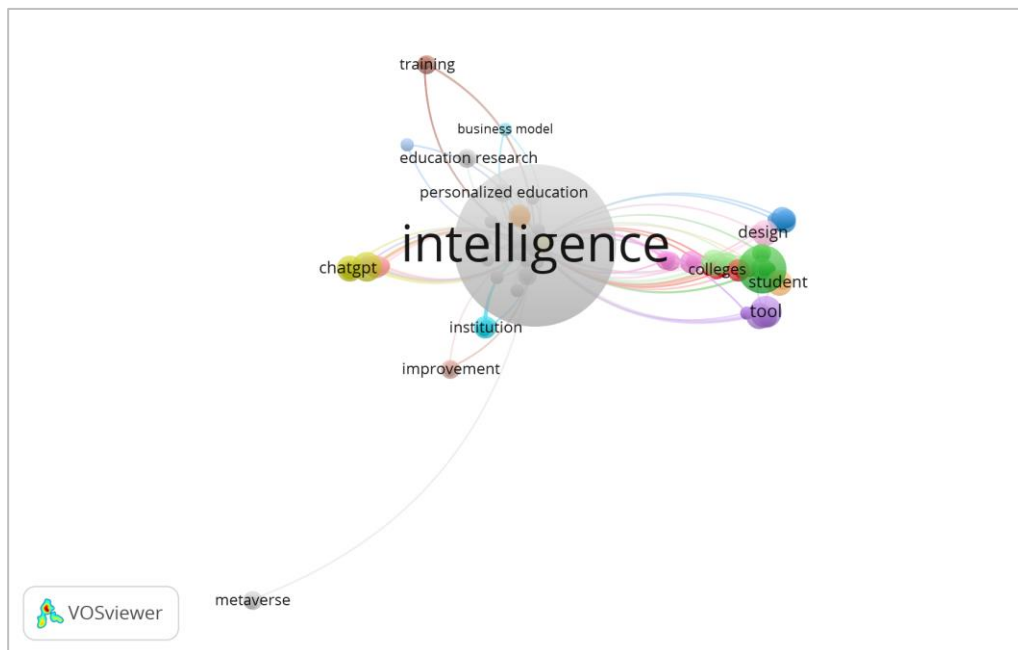 training
business model
education research
personalized education
design
intelligence
chatgpt
colleges
student
tool
institution
improvement
metaverse
VOSviewer